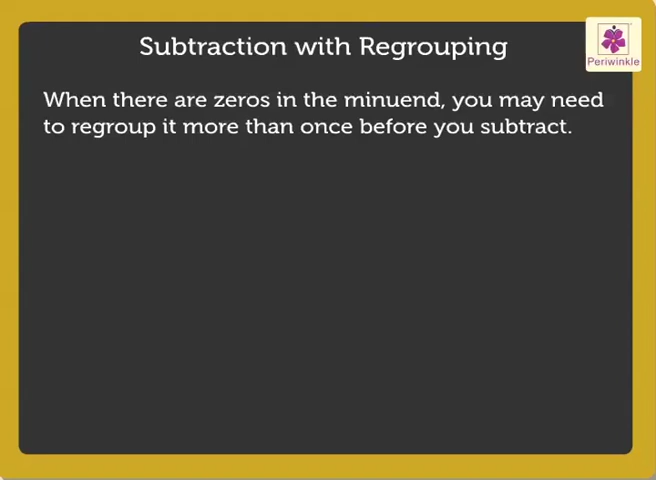 Subtraction with Regrouping
Periwinkle
When there are zeros in the minuend, you may need
to regroup it more than once before you subtract.